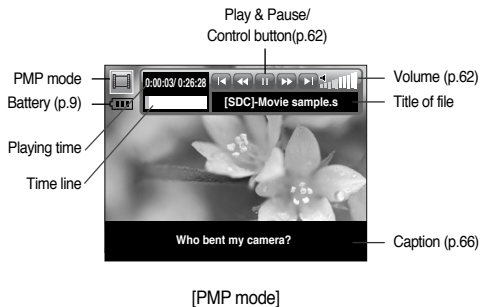 Play & Pause/
Control button(p.62)
PMP mode
0:00:03/ 0:26:28
Volume (p.62)
Battery (p.9)
[SDC]-Movie sample.s
Title of file
Playing time
Time line
Who bent my camera?
Caption (p.66)
[PMP mode]